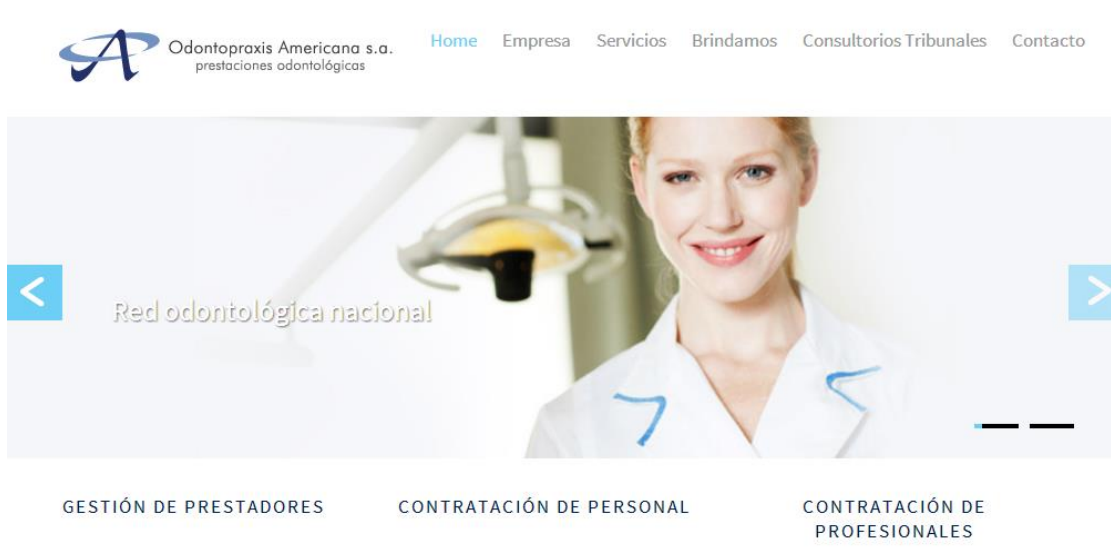 Odontopraxis Americana s.a.
prestaciones odontológicas
Home Empresa Servicios Brindamos Consultorios Tribunales Contacto
Red odontológica nacional
GESTIÓN DE PRESTADORES
CONTRATACIÓN DE PERSONAL
CONTRATACIÓN DE
PROFESIONALES